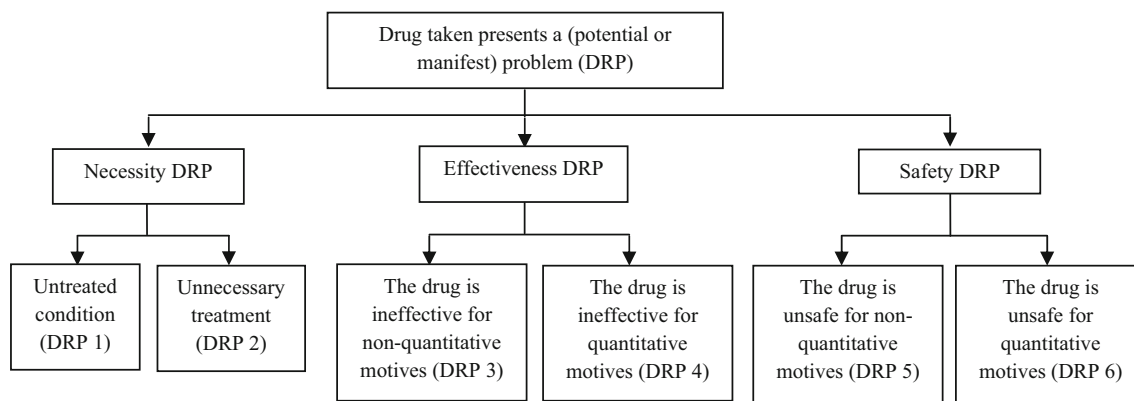 Drug taken presents a (potential or
manifest) problem (DRP)
Necessity DRP
Effectiveness DRP
Safety DRP
Untreated
condition
(DRP 1)
Unnecessary
treatment
(DRP 2)
The drug is
ineffective for
non-quantitative
motives (DRP 3)
The drug is
ineffective for
quantitative
motives (DRP 4)
The drug is
unsafe for non-
quantitative
motives (DRP 5)
The drug is
unsafe for
quantitative
motives (DRP 6)